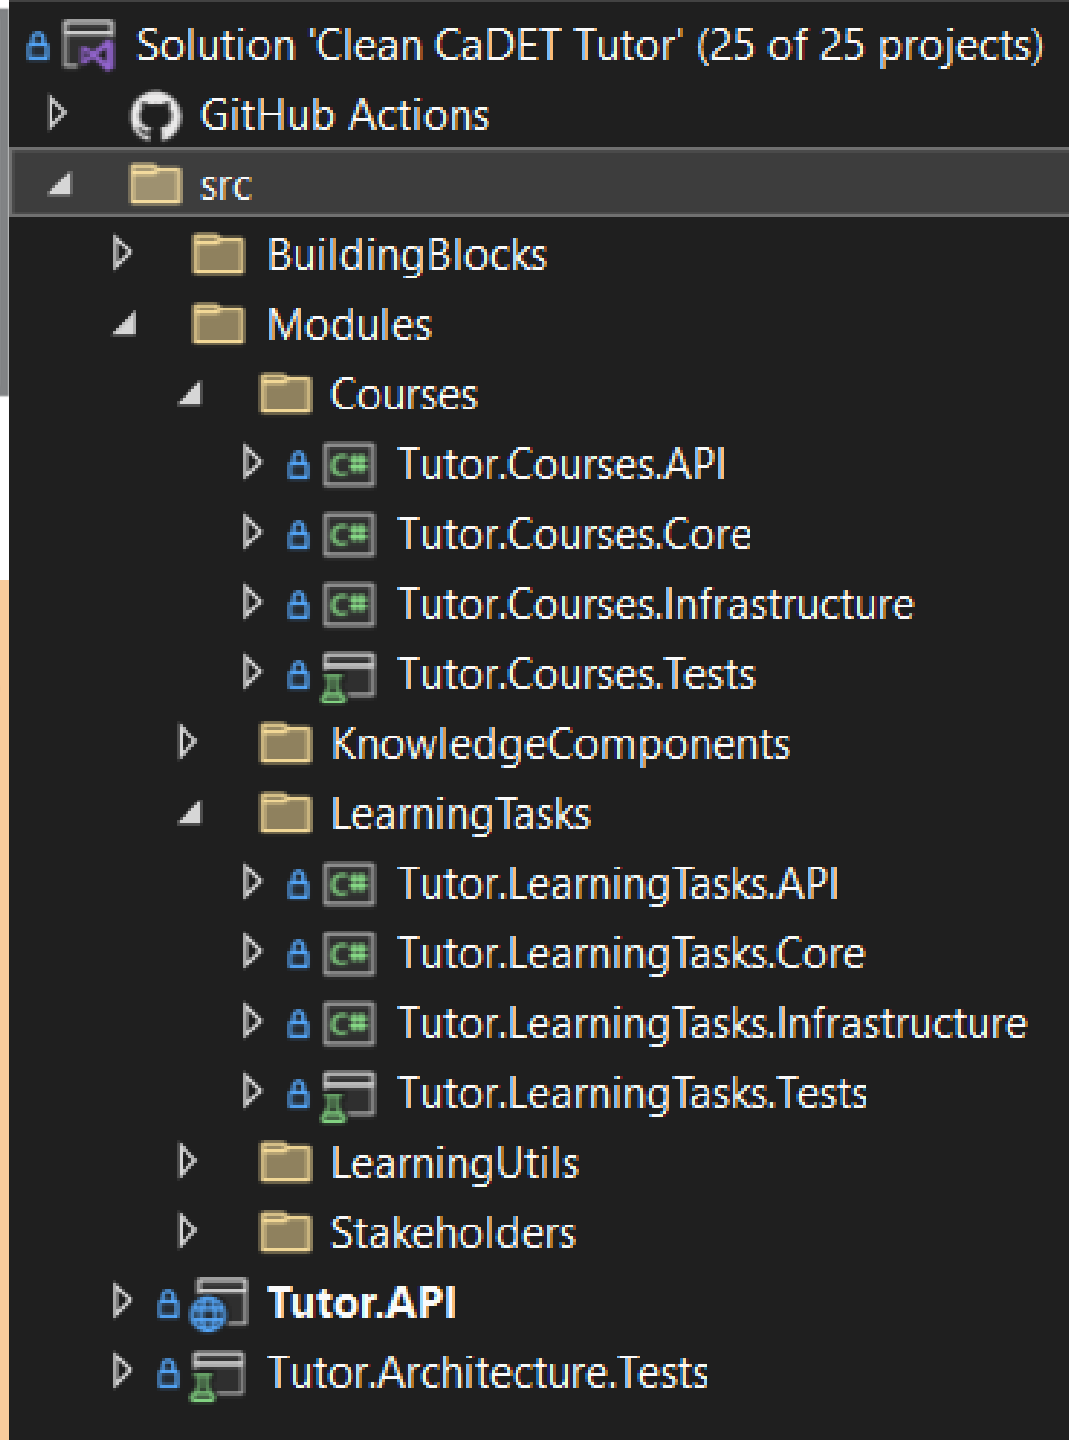 Solution 'Clean CaDET Tutor' (25 of 25 projects)
GitHub Actions
src
BuildingBlocks
Modules
Courses
C# Tutor.Courses.API
C# Tutor.Courses.Core
C# Tutor.Courses.Infrastructure
Tutor.Courses.Tests
KnowledgeComponents
LearningTasks
C# Tutor.LearningTasks.API
C# Tutor.LearningTasks.Core
C# Tutor.LearningTasks.Infrastructure
Tutor.LearningTasks.Tests
LearningUtils
Stakeholders
Tutor.API
Tutor.Architecture.Tests